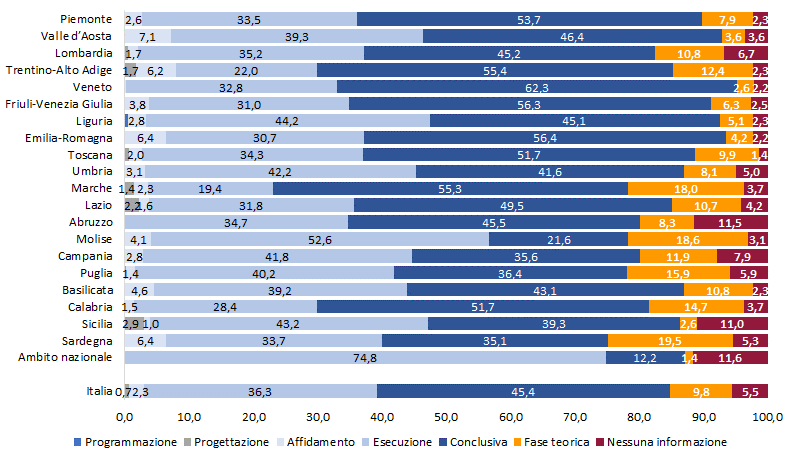 Piemonte 2,6 33,5 53,7 7,9 2,3
Valle d'Aosta 7,1 39,3 46,4 3,6 3,6
Lombardia 1,7 35,2 45,2 10,8 6,7
Trentino-Alto Adige 1,7 6,2 22,0 55,4 12,4 2,3
Veneto 32,8 62,3 2,6 2,2
Friuli-Venezia Giulia 3,8 31,0 56,3 6,3 2,5
Liguria 2,8 44,2 45,1 5,1 2,3
Emilia-Romagna 6,4 30,7 56,4 4,2 2,2
Toscana 2,0 34,3 51,7 9,9 1,4
Umbria 3,1 42,2 41,6 8,1 5,0
Marche 1,4 2,3 19,4 55,3 18,0 3,7
Lazio 2,2 1,6 31,8 49,5 10,7 4,2
Abruzzo 34,7 45,5 8,3 11,5
Molise 4,1 52,6 21,6 18,6 3,1
Campania 2,8 41,8 35,6 11,9 7,9
Puglia 1,4 40,2 36,4 15,9 5,9
Basilicata 4,6 39,2 43,1 10,8 2,3
Calabria 1,5 28,4 51,7 14,7 3,7
Sicilia 2,9 1,0 43,2 39,3 2,6 11,0
Sardegna 6,4 33,7 35,1 19,5 5,3
Ambito nazionale 74,8 12,2 1,4 11,6
Italia 0,7 2,3 36,3 45,4 9,8 5,5
0,0 10,0 20,0 30,0 40,0 50,0 60,0 70,0 80,0 90,0 100,0
Programmazione Progettazione Affidamento Esecuzione Conclusiva Fase teorica Nessuna informazione